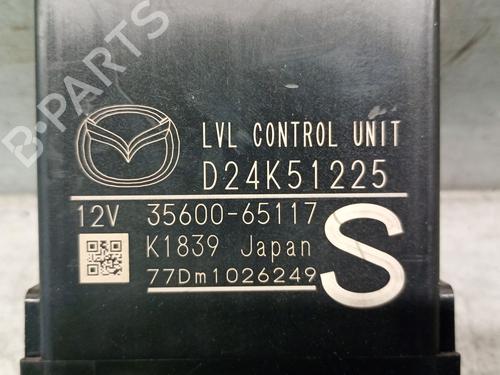 B-PARTS
LVL CONTROL UNIT
D24K51225
12V 35600-65117
K1839 Japan
77Dm1026249
S